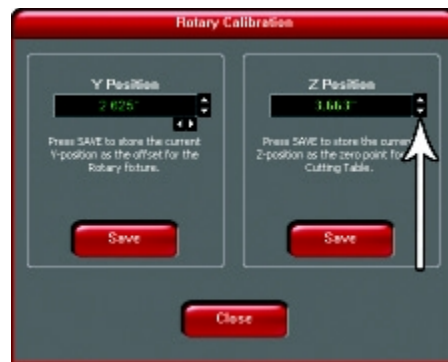 Rotary Calibration
Y Position
2.625"
Press SAVE to store the current
Y-position as the offset for the
Rotary fixture.
Save
Z Position
3.663"
Press SAVE to store the curren
Z-position as the zero point for
Cutting Table.
Save
Close